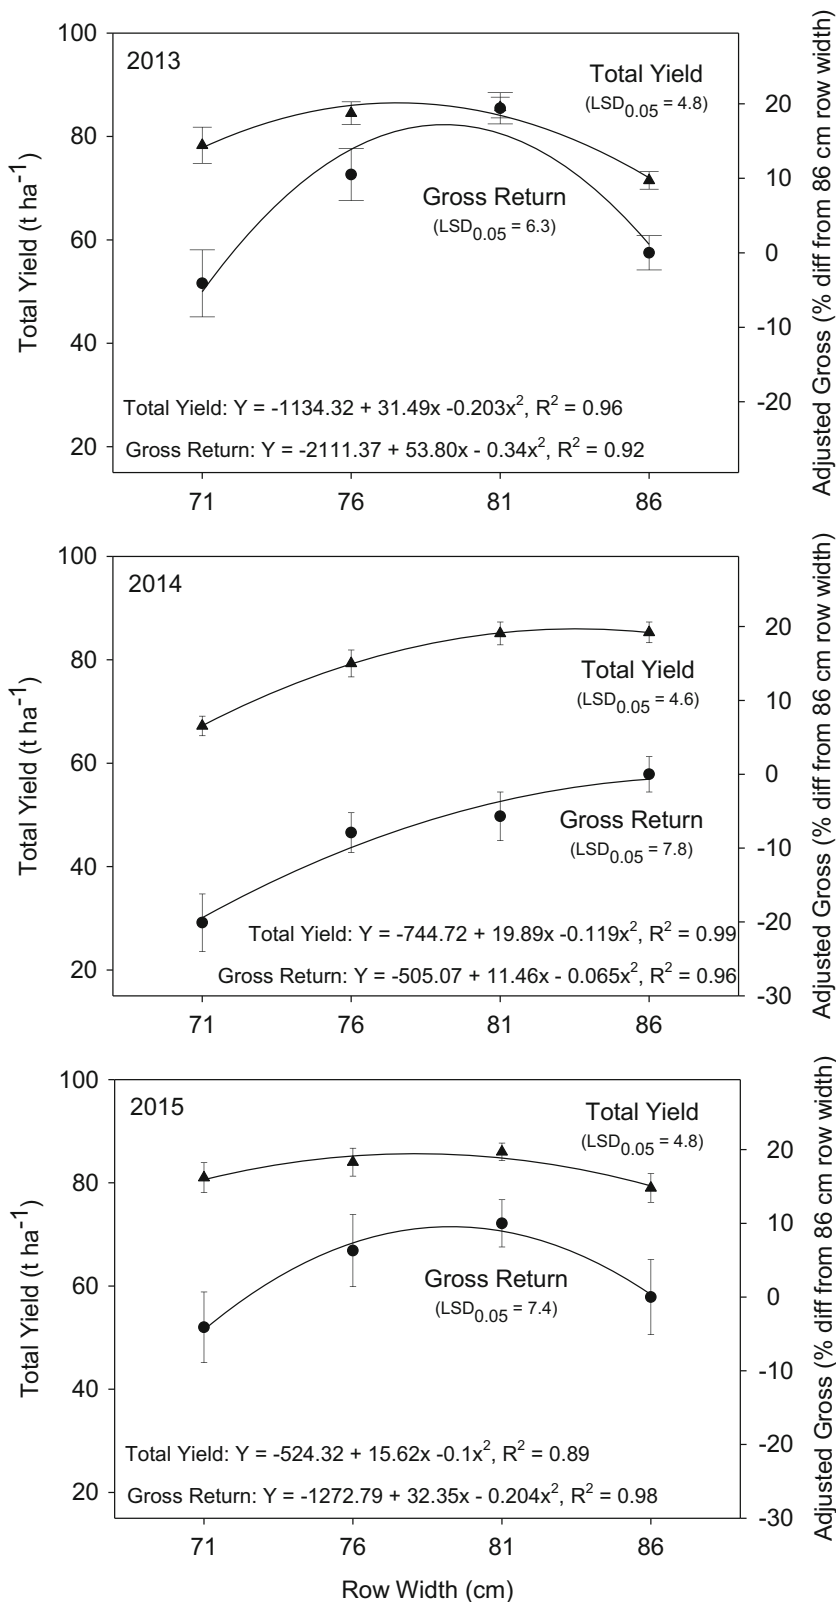 100
2013
Total Yield
(LSD0.05 = 4.8)
20
80
10
Gross Return
(LSD0.05 = 6.3)
60
0
40
-10
-20
Total Yield: Y = -1134.32 + 31.49x -0.203x², R² = 0.96
20
Gross Return: Y = -2111.37 + 53.80x - 0.34x², R² = 0.92
71 76 81 86
Total Yield (t ha⁻¹)
Adjusted Gross (% diff from 86 cm row width)
100
2014
20
80
Total Yield
(LSD0.05 = 4.6)
10
60
0
Gross Return
(LSD0.05 = 7.8)
40
-10
-20
Total Yield: Y = -744.72 + 19.89x -0.119x², R² = 0.99
20
Gross Return: Y = -505.07 + 11.46x - 0.065x², R² = 0.96
-30
71 76 81 86
Total Yield (t ha⁻¹)
Adjusted Gross (% diff from 86 cm row width)
100
2015
Total Yield
(LSD0.05 = 4.8)
20
80
10
60
Gross Return
(LSD0.05 = 7.4)
0
40
-10
-20
Total Yield: Y = -524.32 + 15.62x -0.1x², R² = 0.89
20
Gross Return: Y = -1272.79 + 32.35x - 0.204x², R² = 0.98
-30
71 76 81 86
Total Yield (t ha⁻¹)
Adjusted Gross (% diff from 86 cm row width)
Row Width (cm)